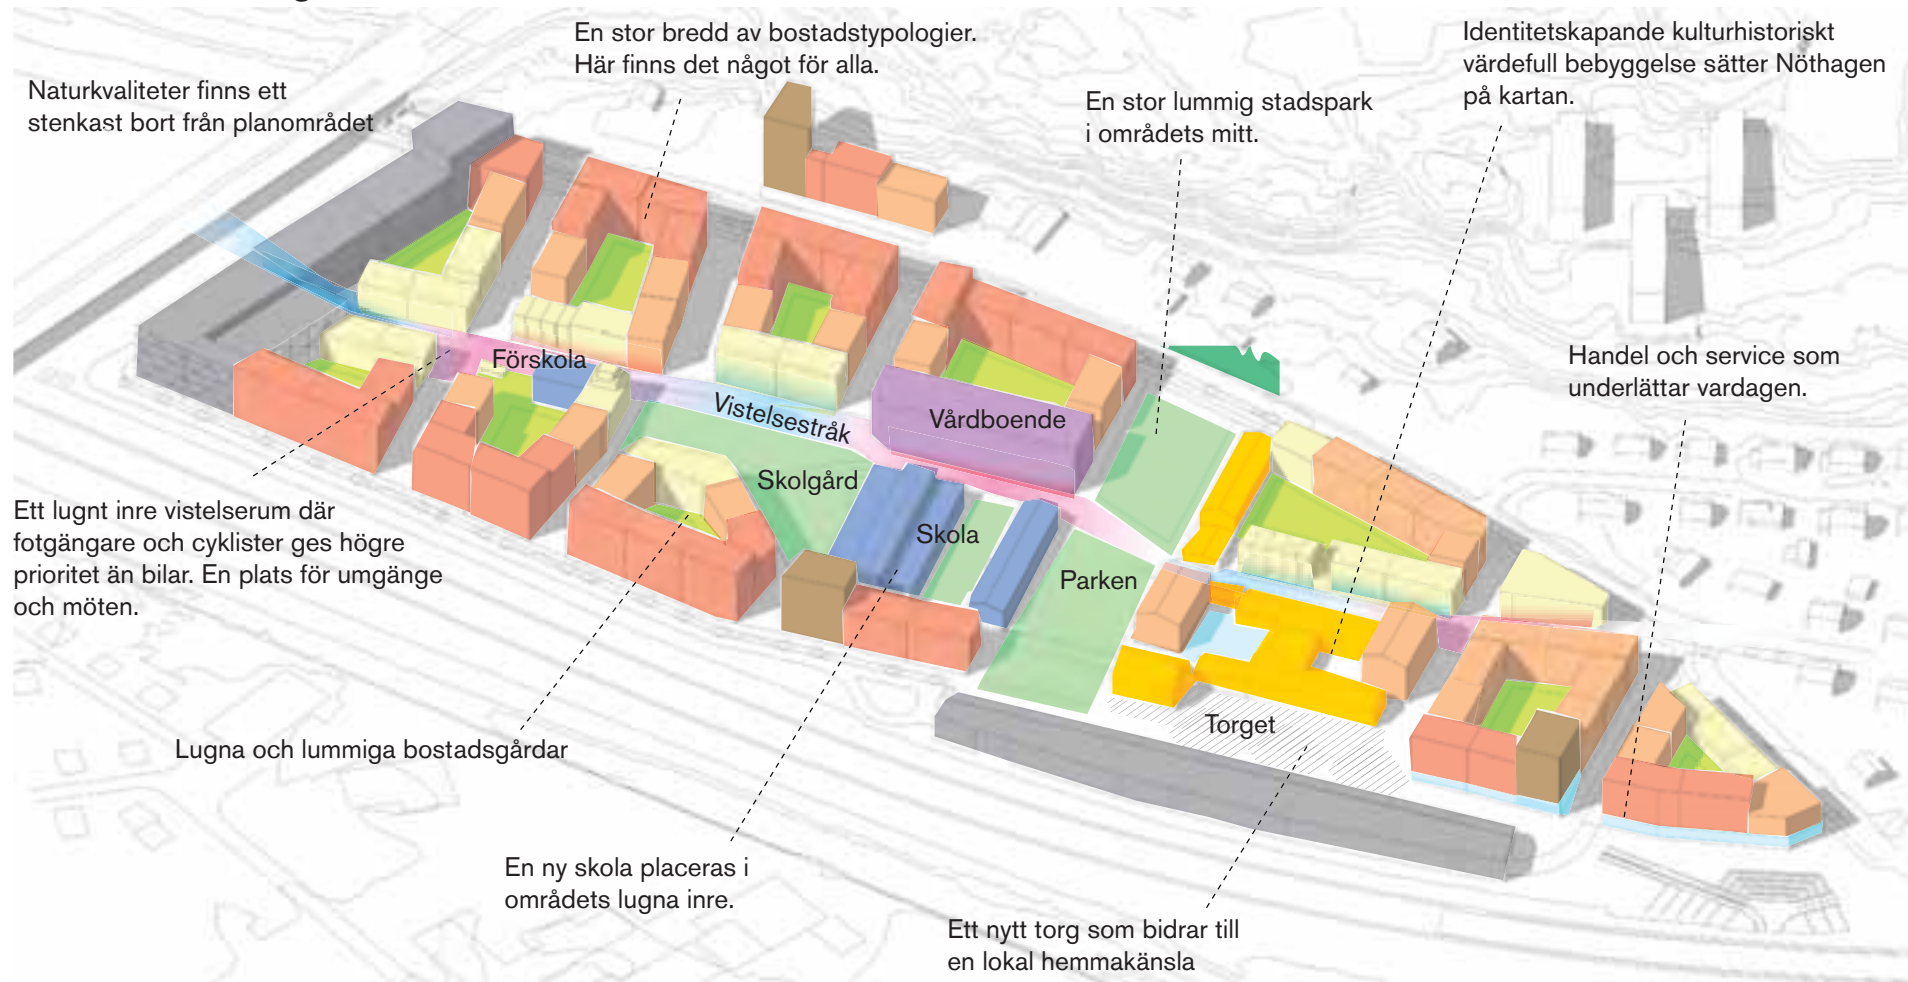 En stor bredd av bostadstypologier.
Här finns det något för alla.
Identitetskapande kulturhistoriskt
värdefull bebyggelse sätter Nöthagen
på kartan.
Naturkvaliteter finns ett
stenkast bort från planområdet
En stor lummig stadspark
i områdets mitt.
Handel och service som
underlättar vardagen.
Förskola
Vistelsestråk
Vårdboende
Skolgård
Skola
Parken
Ett lugnt inre vistelserum där
fotgängare och cyklister ges högre
prioritet än bilar. En plats för umgänge
och möten.
Torget
Lugna och lummiga bostadsgårdar
En ny skola placeras i
områdets lugna inre.
Ett nytt torg som bidrar till
en lokal hemmakänsla